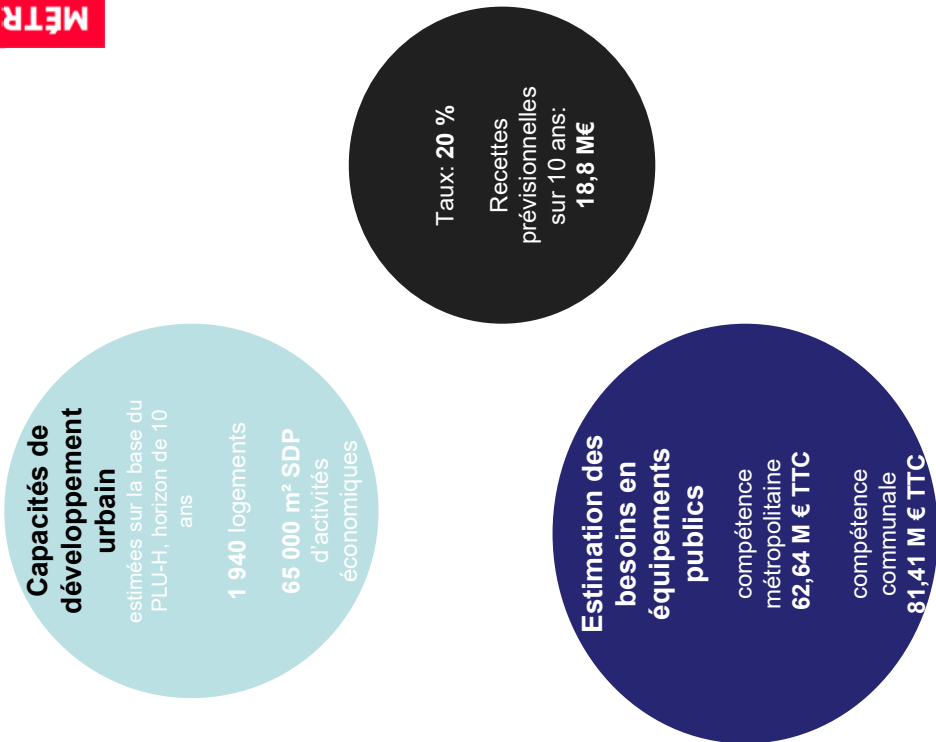 MÉTR
Capacités de
développement
urbain
estimées sur la base du
PLU-H, horizon de 10
ans
1 940 logements
65 000 m² SDP
d'activités
économiques
Estimation des
besoins en
équipements
publics
compétence
métropolitaine
62,64 M € TTC
compétence
communale
81,41 M € TTC
Taux: 20 %
Recettes
prévisionnelles
sur 10 ans:
18,8 M€